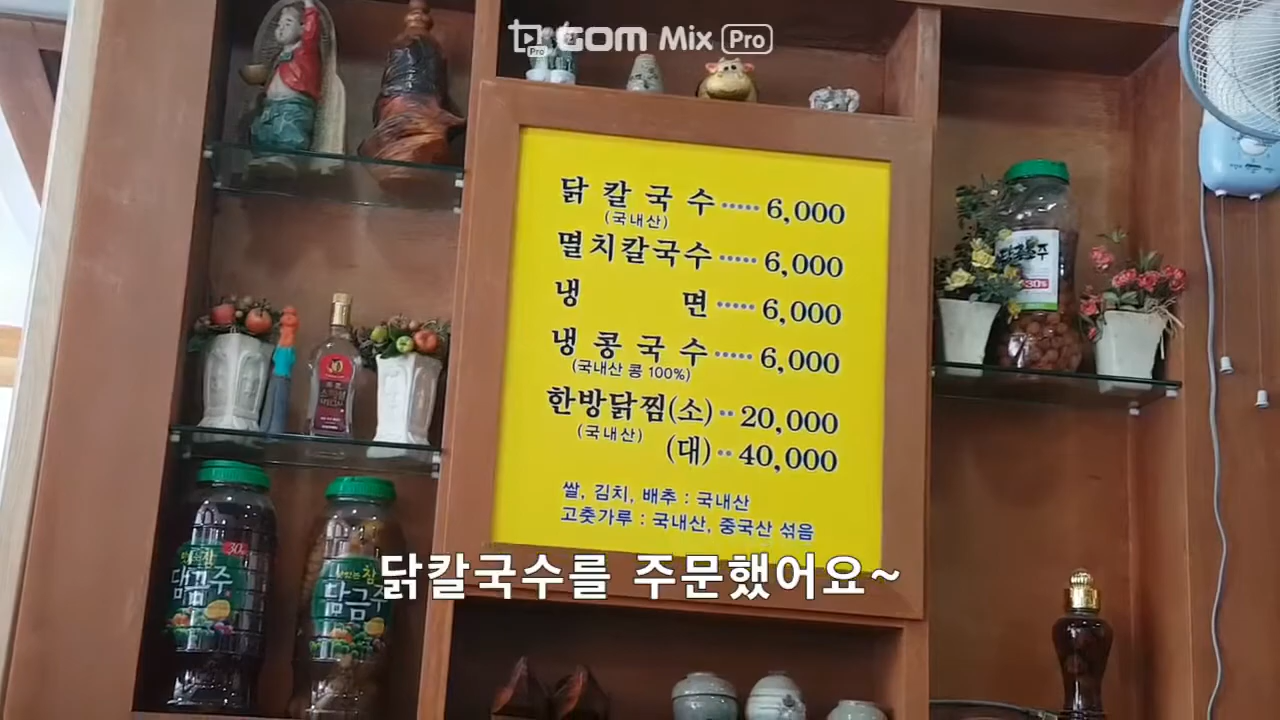 GOM Mix Pro
닭 칼 국 수 ····· 6,000
(국내산)
멸치칼국수 ····· 6,000
냉 면 ····· 6,000
냉 콩 국 수 ····· 6,000
(국내산 콩 100%)
한방닭찜(소) ·· 20,000
(국내산) (대) ·· 40,000
쌀, 김치, 배추 : 국내산
고춧가루 : 국내산, 중국산 섞음
담금주
30
담금주
담금주
닭칼국수를 주문했어요~